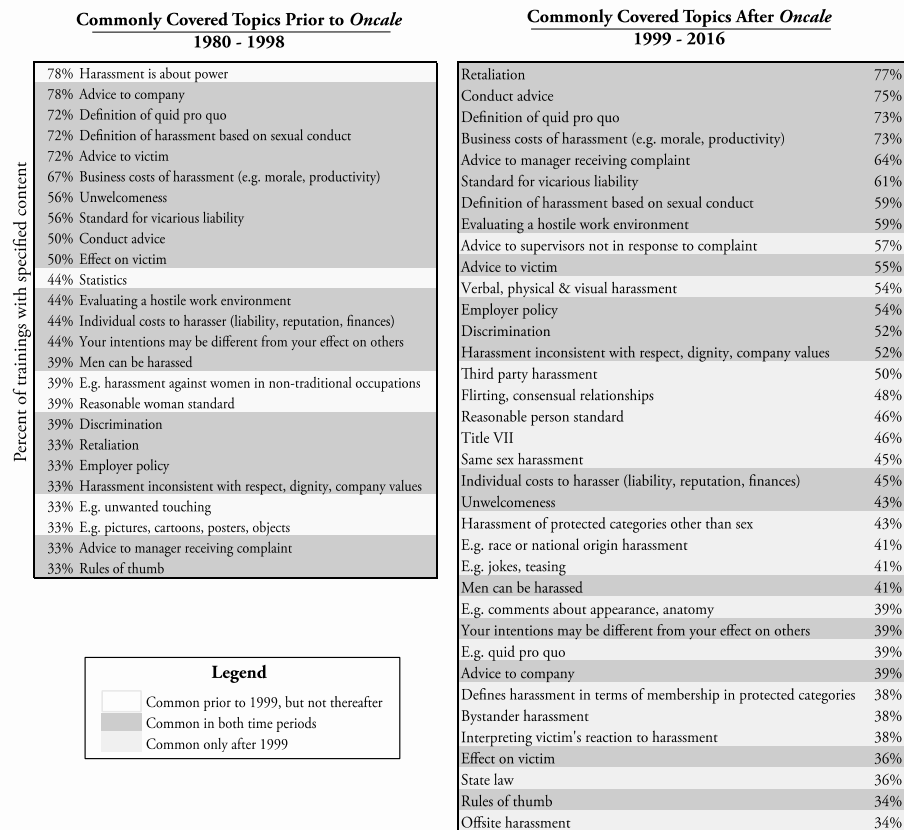 Commonly Covered Topics Prior to Oncale
1980 - 1998
Percent of trainings with specified content
78% Harassment is about power
78% Advice to company
72% Definition of quid pro quo
72% Definition of harassment based on sexual conduct
72% Advice to victim
67% Business costs of harassment (e.g. morale, productivity)
56% Unwelcomeness
56% Standard for vicarious liability
50% Conduct advice
50% Effect on victim
44% Statistics
44% Evaluating a hostile work environment
44% Individual costs to harasser (liability, reputation, finances)
44% Your intentions may be different from your effect on others
39% Men can be harassed
39% E.g. harassment against women in non-traditional occupations
39% Reasonable woman standard
39% Discrimination
33% Retaliation
33% Employer policy
33% Harassment inconsistent with respect, dignity, company values
33% E.g. unwanted touching
33% E.g. pictures, cartoons, posters, objects
33% Advice to manager receiving complaint
33% Rules of thumb
Legend
Common prior to 1999, but not thereafter
Common in both time periods
Common only after 1999
Commonly Covered Topics After Oncale
1999 - 2016
Retaliation 77%
Conduct advice 75%
Definition of quid pro quo 73%
Business costs of harassment (e.g. morale, productivity) 73%
Advice to manager receiving complaint 64%
Standard for vicarious liability 61%
Definition of harassment based on sexual conduct 59%
Evaluating a hostile work environment 59%
Advice to supervisors not in response to complaint 57%
Advice to victim 55%
Verbal, physical & visual harassment 54%
Employer policy 54%
Discrimination 52%
Harassment inconsistent with respect, dignity, company values 52%
Third party harassment 50%
Flirting, consensual relationships 48%
Reasonable person standard 46%
Title VII 46%
Same sex harassment 45%
Individual costs to harasser (liability, reputation, finances) 45%
Unwelcomeness 43%
Harassment of protected categories other than sex 43%
E.g. race or national origin harassment 41%
E.g. jokes, teasing 41%
Men can be harassed 41%
E.g. comments about appearance, anatomy 39%
Your intentions may be different from your effect on others 39%
E.g. quid pro quo 39%
Advice to company 39%
Defines harassment in terms of membership in protected categories 38%
Bystander harassment 38%
Interpreting victim's reaction to harassment 38%
Effect on victim 36%
State law 36%
Rules of thumb 34%
Offsite harassment 34%